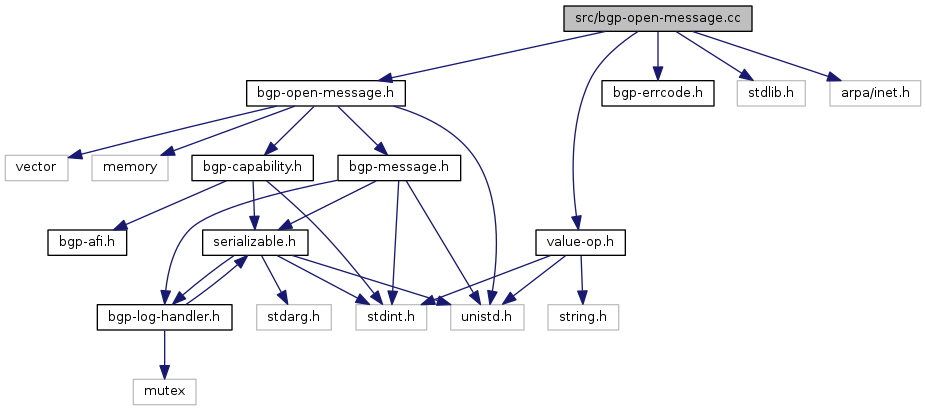 src/bgp-open-message.cc
bgp-open-message.h
bgp-errcode.h
stdlib.h
arpa/inet.h
vector
memory
bgp-capability.h
bgp-message.h
bgp-afi.h
serializable.h
value-op.h
bgp-log-handler.h
stdarg.h
stdint.h
unistd.h
string.h
mutex